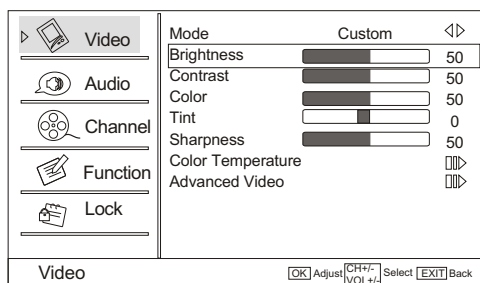 Video
Audio
Channel
Function
Lock
Mode Custom
Brightness 50
Contrast 50
Color 50
Tint 0
Sharpness 50
Color Temperature
Advanced Video
Video
OK Adjust CH+/- VOL+/- Select EXIT Back